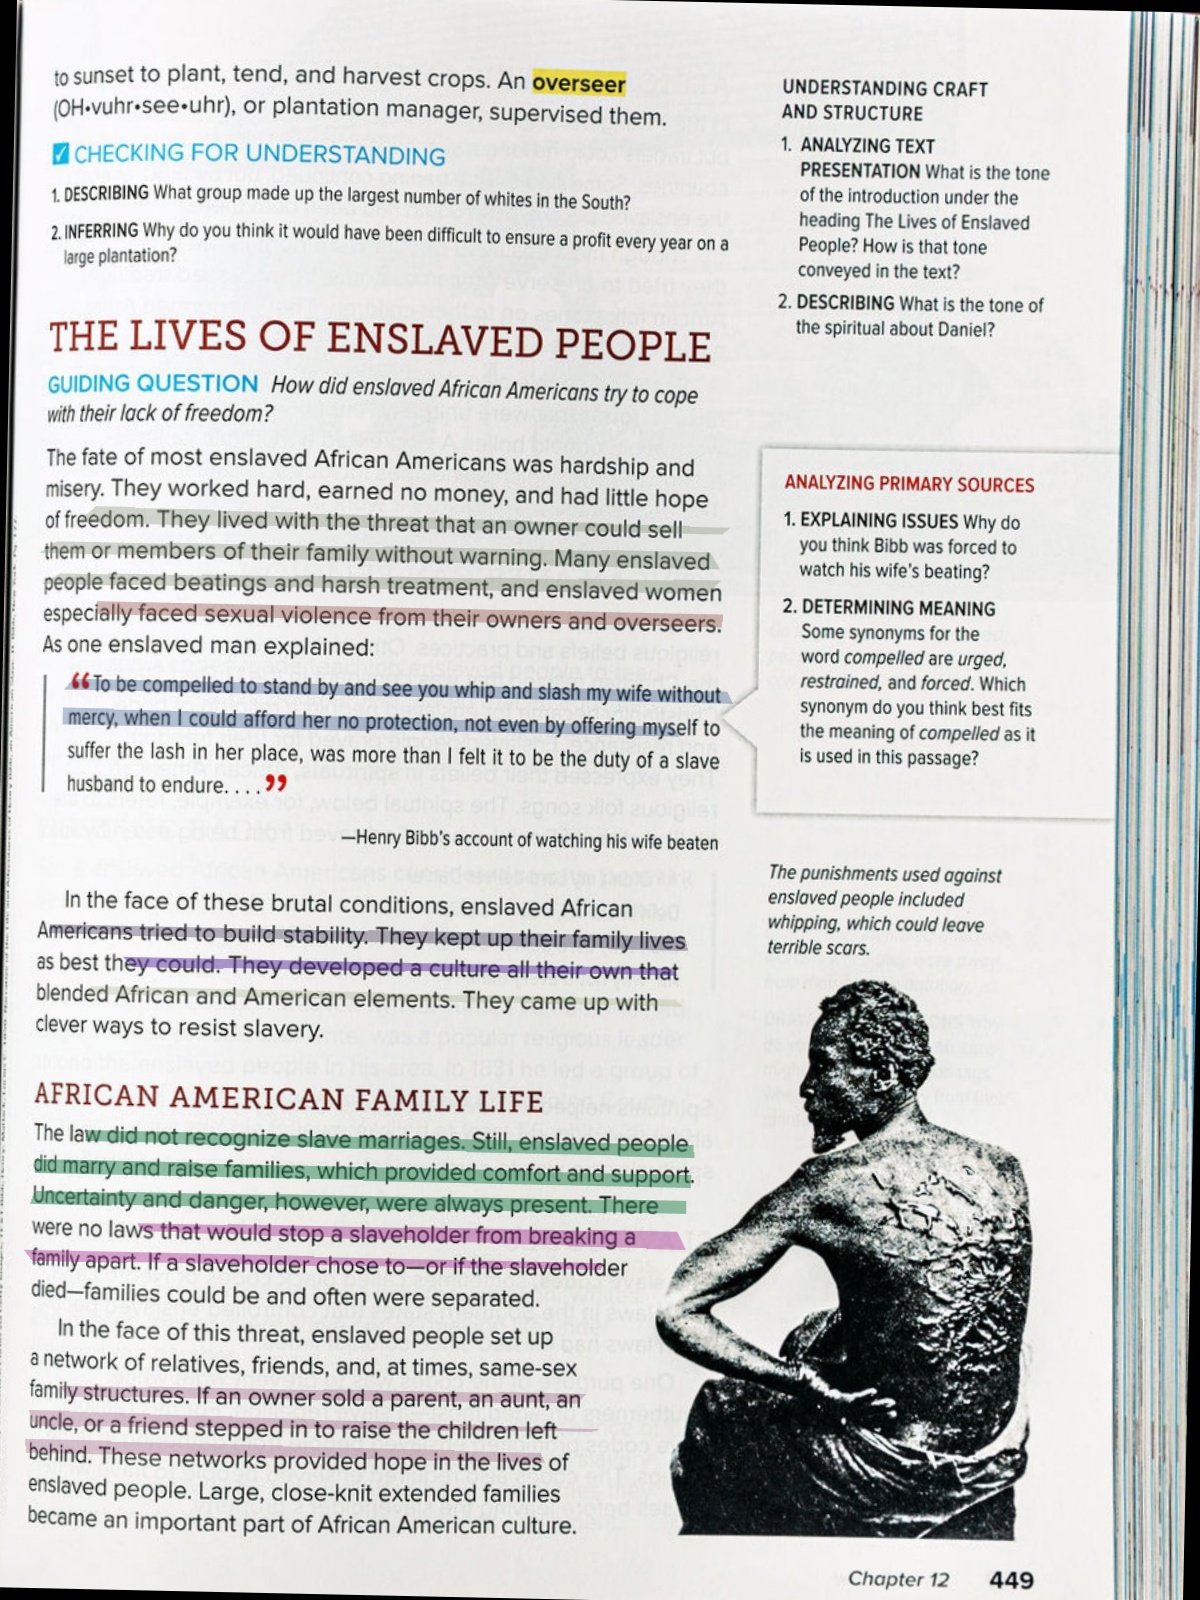 to sunset to plant, tend, and harvest crops. An overseer
(OH•vuhr•see•uhr), or plantation manager, supervised them.
CHECKING FOR UNDERSTANDING
1. DESCRIBING What group made up the largest number of whites in the South?
2. INFERRING Why do you think it would have been difficult to ensure a profit every year on a
large plantation?
THE LIVES OF ENSLAVED PEOPLE
GUIDING QUESTION How did enslaved African Americans try to cope
with their lack of freedom?
The fate of most enslaved African Americans was hardship and
misery. They worked hard, earned no money, and had little hope
of freedom. They lived with the threat that an owner could sell
them or members of their family without warning. Many enslaved
people faced beatings and harsh treatment, and enslaved women
especially faced sexual violence from their owners and overseers.
As one enslaved man explained:
“To be compelled to stand by and see you whip and slash my wife without
mercy, when I could afford her no protection, not even by offering myself to
suffer the lash in her place, was more than I felt it to be the duty of a slave
husband to endure. . . . ”
—Henry Bibb's account of watching his wife beaten
In the face of these brutal conditions, enslaved African
Americans tried to build stability. They kept up their family lives
as best they could. They developed a culture all their own that
blended African and American elements. They came up with
clever ways to resist slavery.
AFRICAN AMERICAN FAMILY LIFE
The law did not recognize slave marriages. Still, enslaved people
did marry and raise families, which provided comfort and support.
Uncertainty and danger, however, were always present. There
were no laws that would stop a slaveholder from breaking a
family apart. If a slaveholder chose to—or if the slaveholder
died—families could be and often were separated.
In the face of this threat, enslaved people set up
a network of relatives, friends, and, at times, same-sex
family structures. If an owner sold a parent, an aunt, an
uncle, or a friend stepped in to raise the children left
behind. These networks provided hope in the lives of
enslaved people. Large, close-knit extended families
became an important part of African American culture.
UNDERSTANDING CRAFT
AND STRUCTURE
1. ANALYZING TEXT
PRESENTATION What is the tone
of the introduction under the
heading The Lives of Enslaved
People? How is that tone
conveyed in the text?
2. DESCRIBING What is the tone of
the spiritual about Daniel?
ANALYZING PRIMARY SOURCES
1. EXPLAINING ISSUES Why do
you think Bibb was forced to
watch his wife's beating?
2. DETERMINING MEANING
Some synonyms for the
word compelled are urged,
restrained, and forced. Which
synonym do you think best fits
the meaning of compelled as it
is used in this passage?
The punishments used against
enslaved people included
whipping, which could leave
terrible scars.
Chapter 12 449